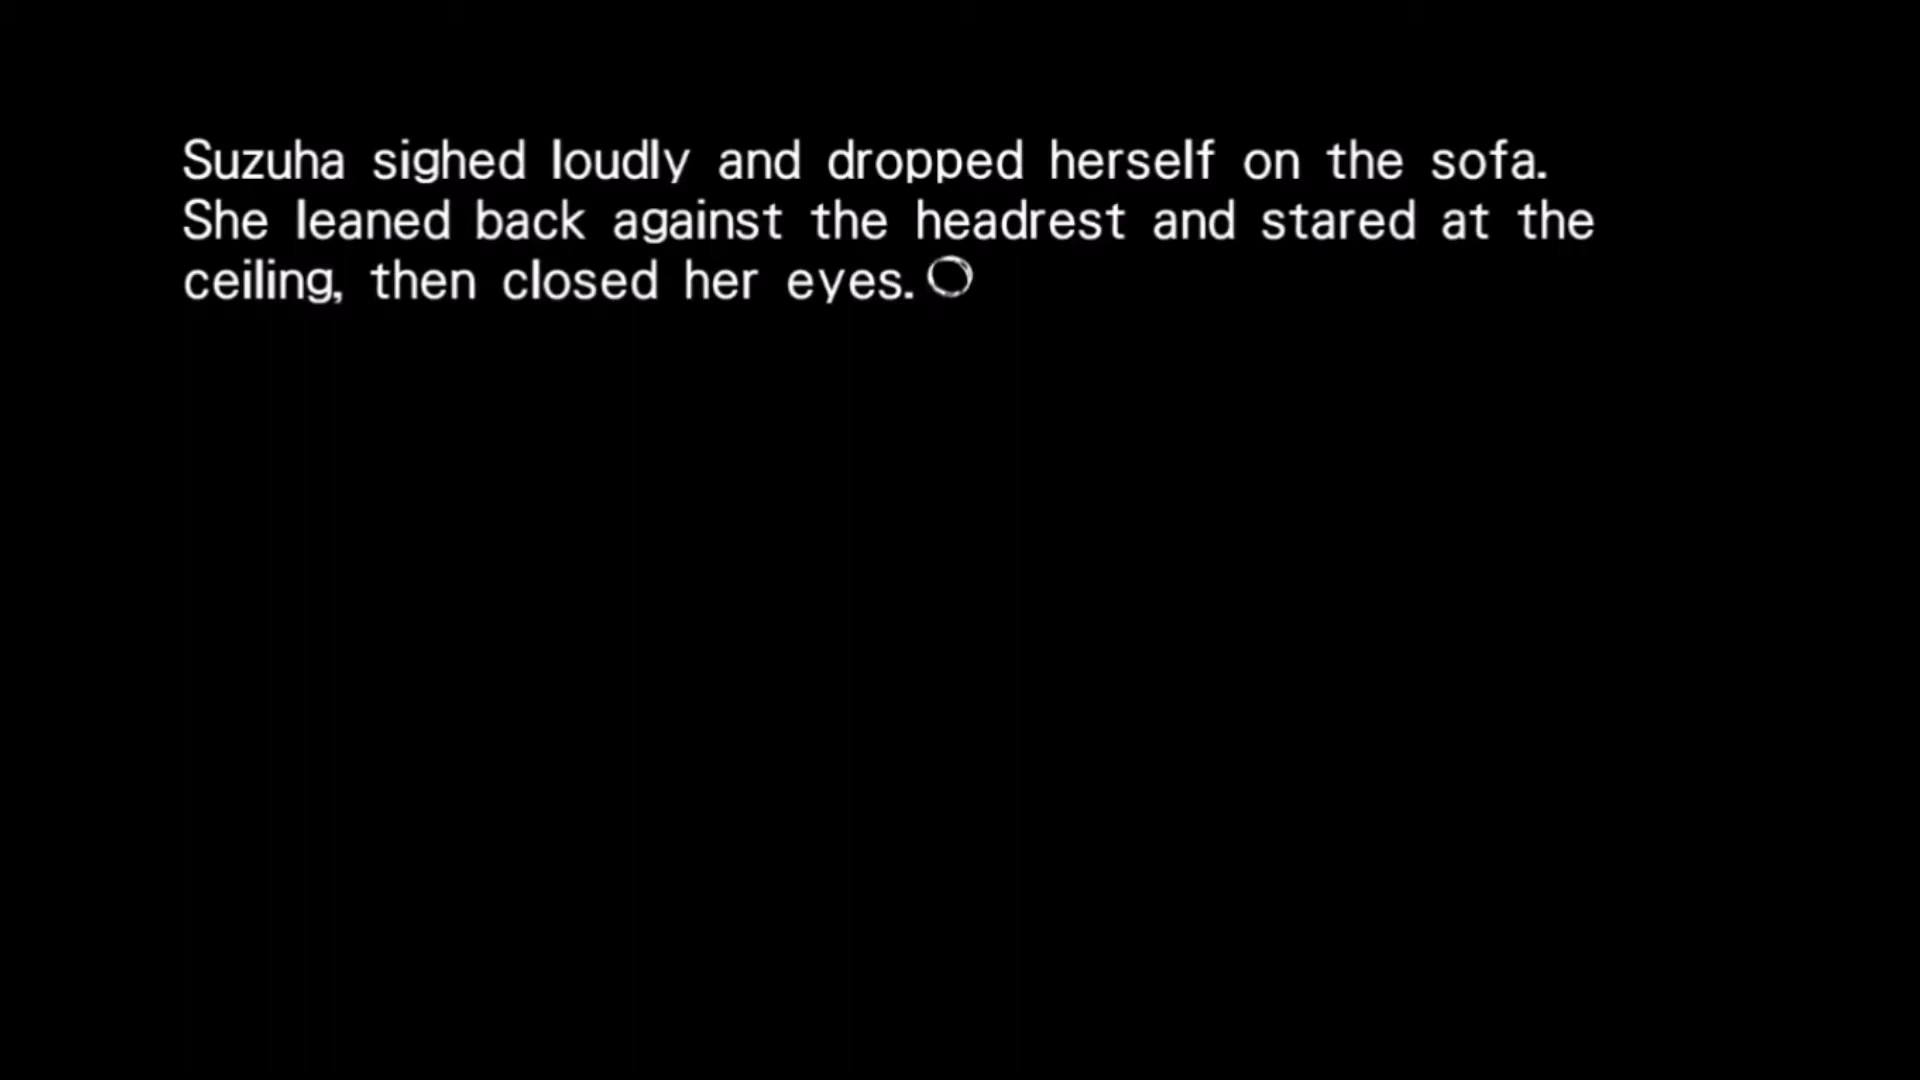 Suzuha sighed loudly and dropped herself on the sofa.
She leaned back against the headrest and stared at the
ceiling, then closed her eyes.